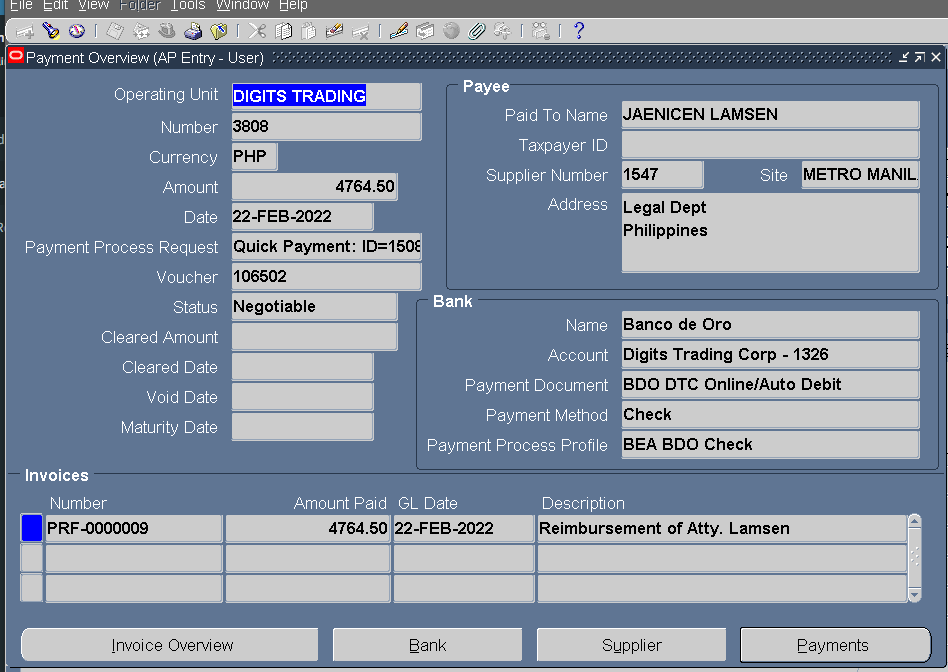 File Edit View Folder Tools Window Help
Payment Overview (AP Entry - User)
Operating Unit DIGITS TRADING
Number 3808
Currency PHP
Amount 4764.50
Date 22-FEB-2022
Payment Process Request Quick Payment: ID=1508
Voucher 106502
Status Negotiable
Cleared Amount
Cleared Date
Void Date
Maturity Date
Payee
Paid To Name JAENICEN LAMSEN
Taxpayer ID
Supplier Number 1547 Site METRO MANIL
Address Legal Dept
Philippines
Bank
Name Banco de Oro
Account Digits Trading Corp - 1326
Payment Document BDO DTC Online/Auto Debit
Payment Method Check
Payment Process Profile BEA BDO Check
Invoices
Number Amount Paid GL Date Description
PRF-0000009 4764.50 22-FEB-2022 Reimbursement of Atty. Lamsen
Invoice Overview Bank Supplier Payments